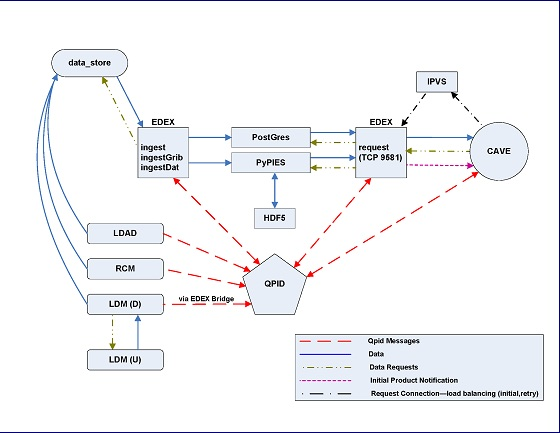 data_store
IPVS
EDEX
EDEX
ingest
ingestGrib
ingestDat
PostGres
PyPIES
request
(TCP 9581)
CAVE
HDF5
LDAD
RCM
QPID
LDM (D)
via EDEX Bridge
LDM (U)
Qpid Messages
Data
Data Requests
Initial Product Notification
Request Connection—load balancing (initial,retry)